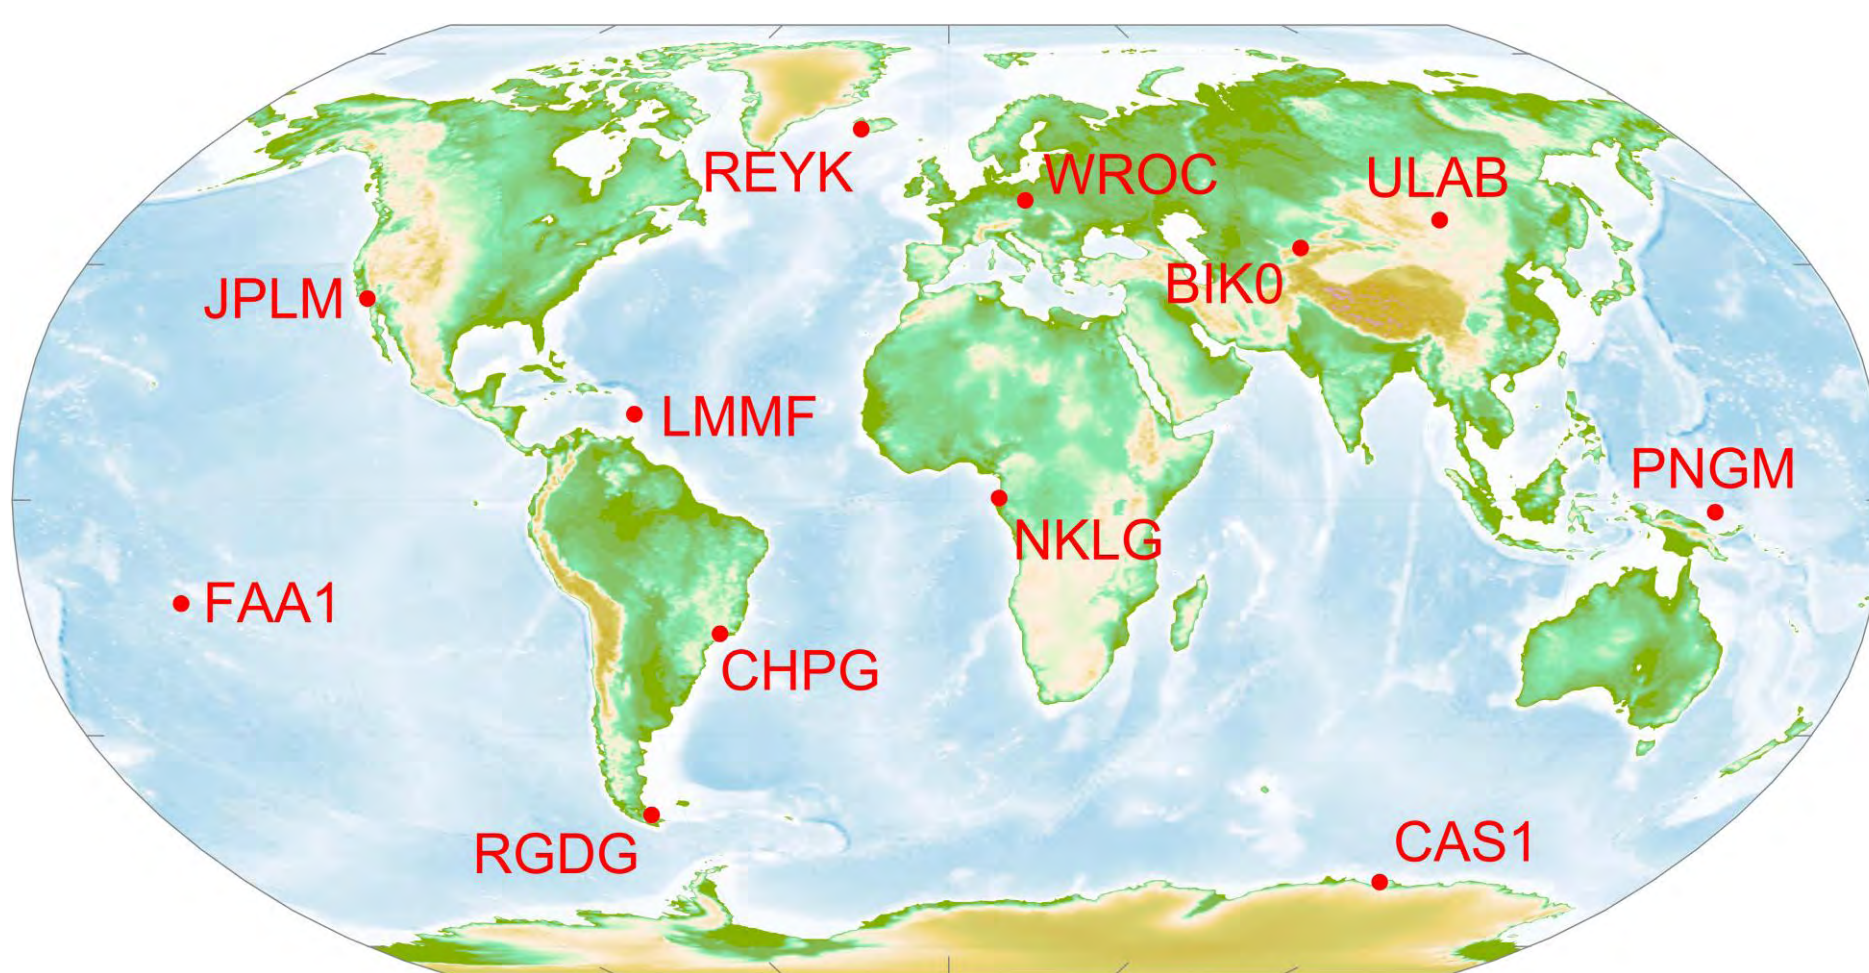 REYK
WROC
ULAB
JPLM
BIK0
LMMF
PNGM
NKLG
FAA1
CHPG
RGDG
CAS1